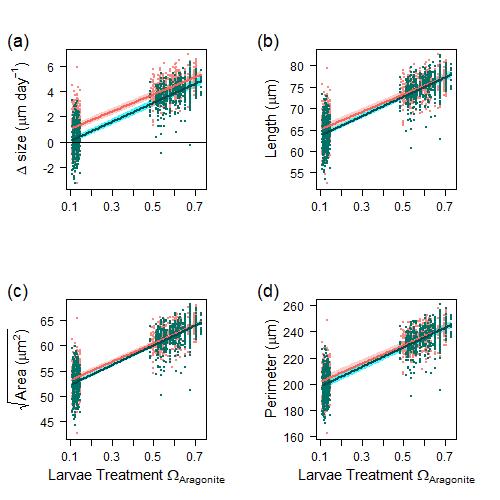 (a)
Δ size (μm day⁻¹)
6
4
2
0
-2
0.1 0.3 0.5 0.7
(b)
Length (μm)
80
75
70
65
60
55
0.1 0.3 0.5 0.7
(c)
√Area (μm²)
65
60
55
50
45
0.1 0.3 0.5 0.7
Larvae Treatment ΩAragonite
(d)
Perimeter (μm)
260
240
220
200
180
160
0.1 0.3 0.5 0.7
Larvae Treatment ΩAragonite